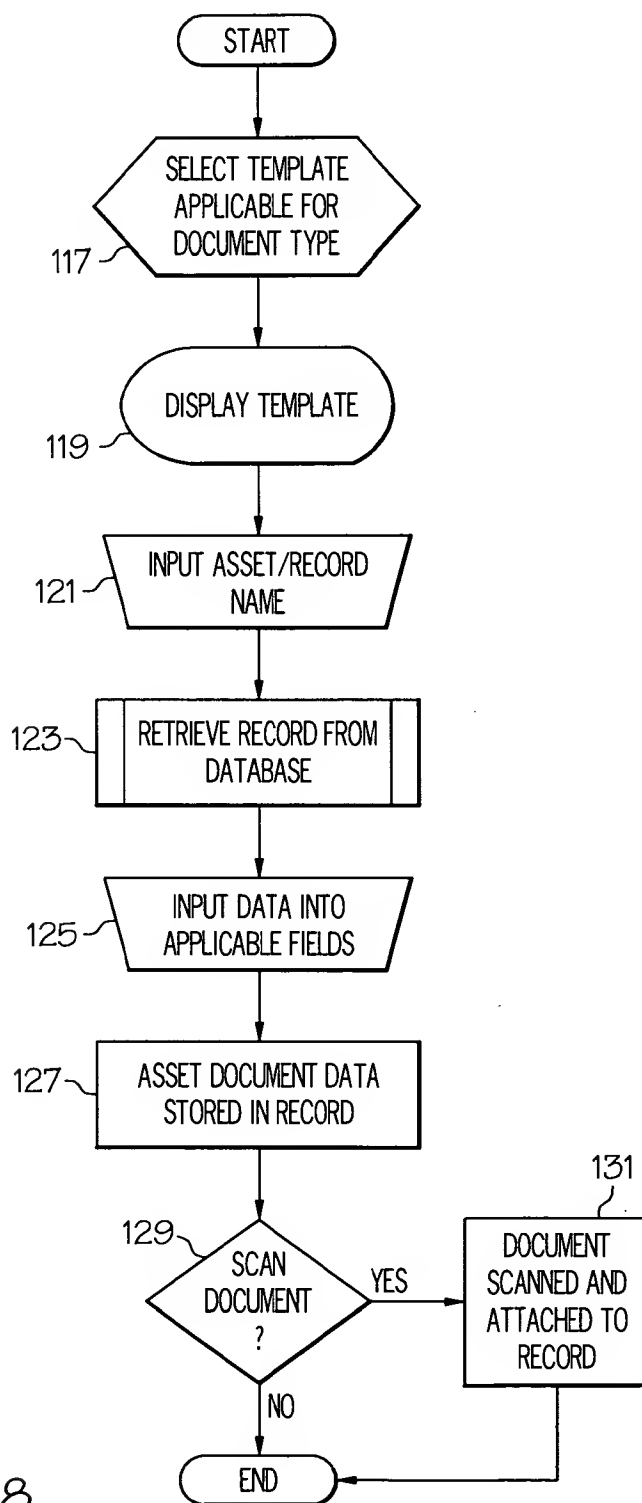 START
SELECT TEMPLATE
APPLICABLE FOR
DOCUMENT TYPE
117
DISPLAY TEMPLATE
119
INPUT ASSET/RECORD
NAME
121
RETRIEVE RECORD FROM
DATABASE
123
INPUT DATA INTO
APPLICABLE FIELDS
125
ASSET DOCUMENT DATA
STORED IN RECORD
127
129
SCAN
DOCUMENT
?
YES
131
DOCUMENT
SCANNED AND
ATTACHED TO
RECORD
NO
END
8